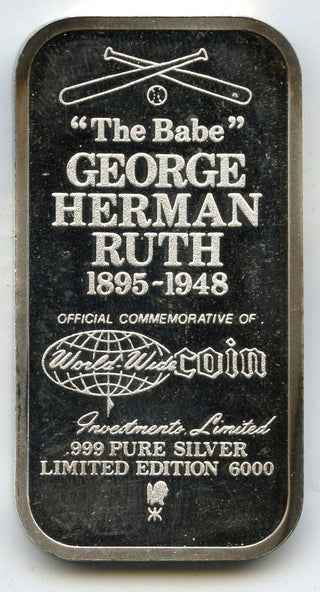 “The Babe”
GEORGE
HERMAN
RUTH
1895-1948
OFFICIAL COMMEMORATIVE OF
World-Wide coin
Investments, Limited
.999 PURE SILVER
LIMITED EDITION 6000